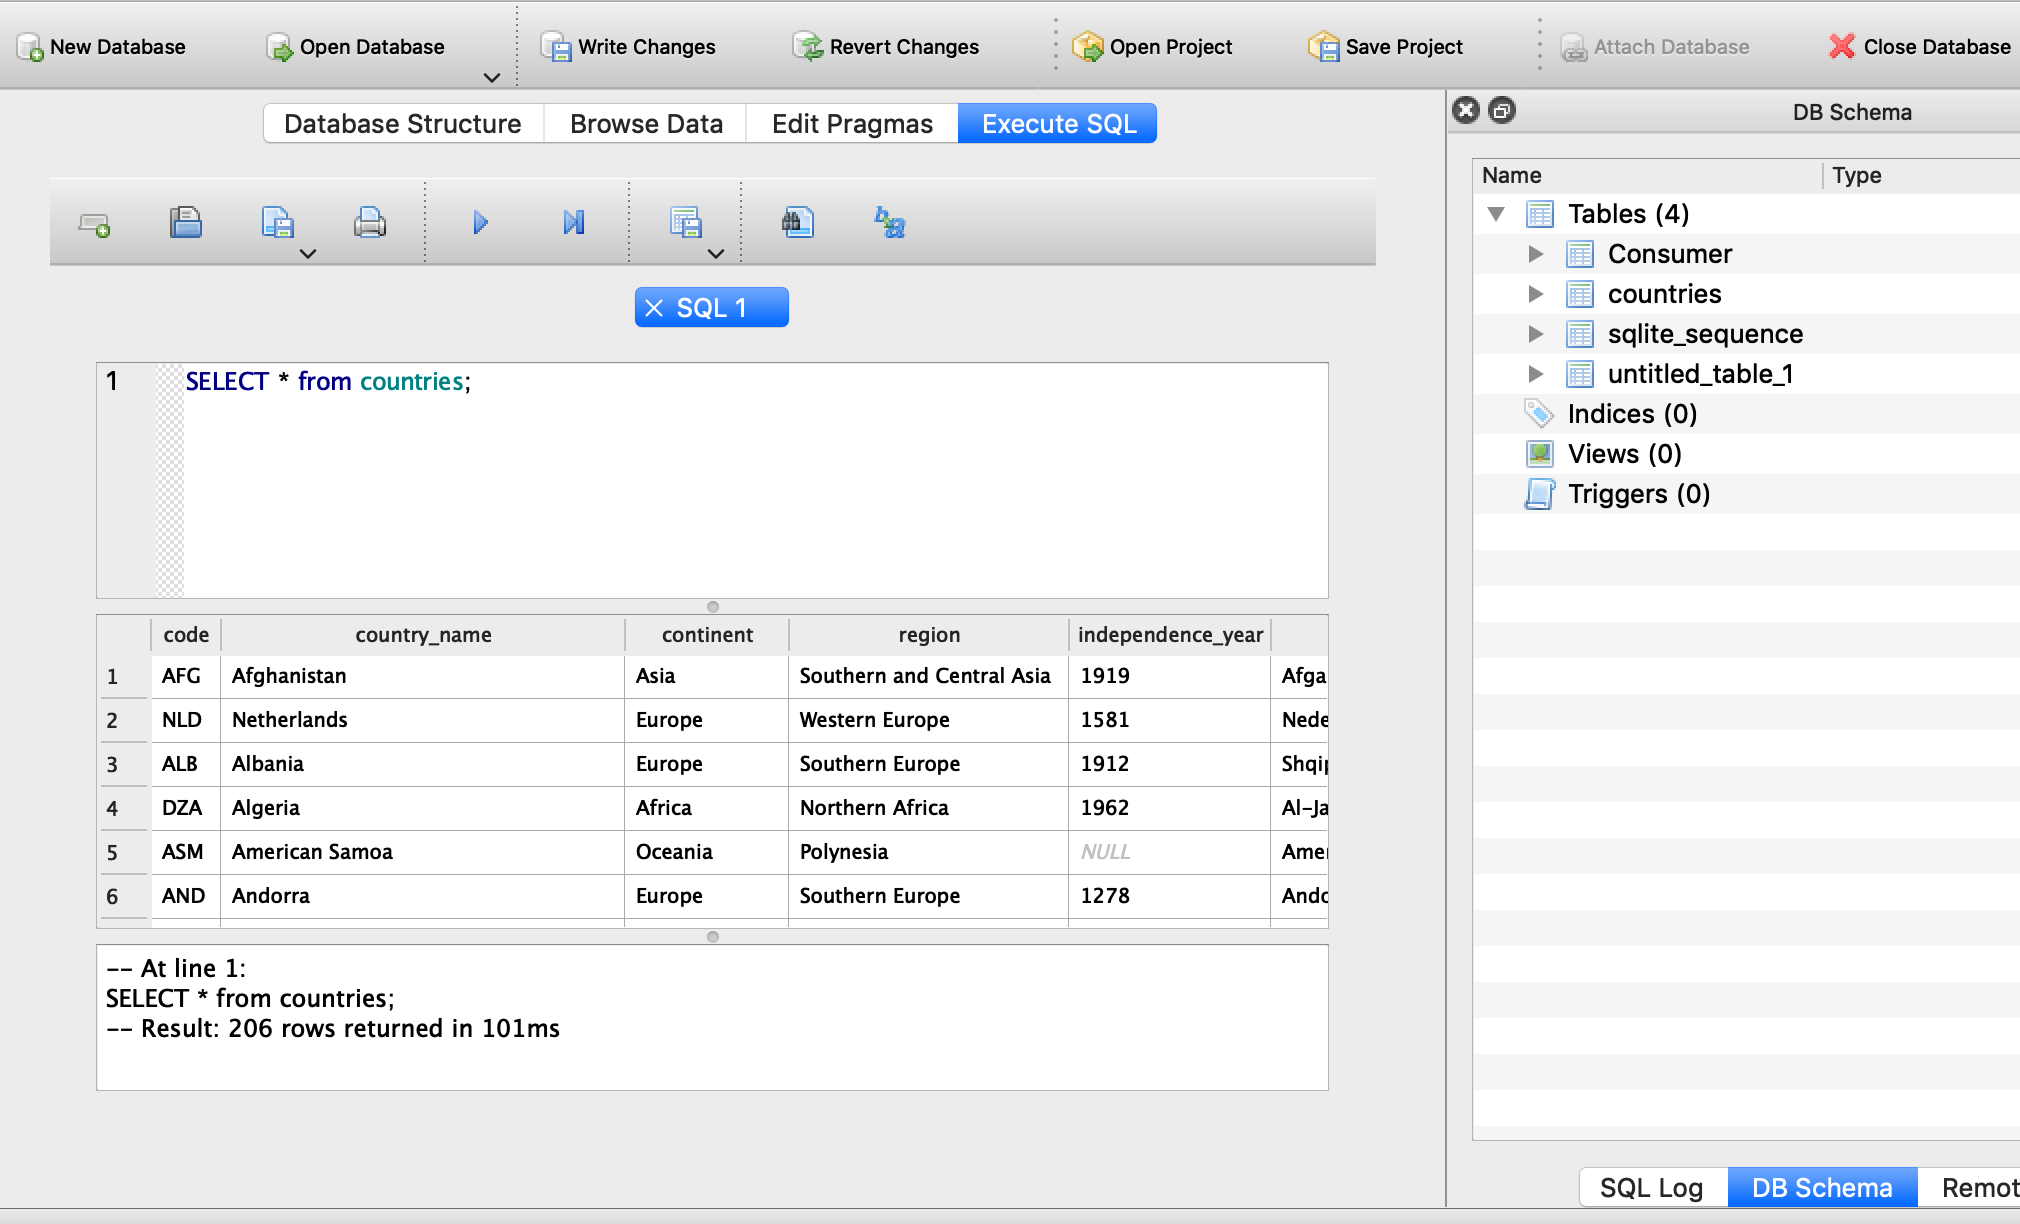 New Database Open Database Write Changes Revert Changes Open Project Save Project Attach Database Close Database
Database Structure Browse Data Edit Pragmas Execute SQL
SQL 1
1 SELECT * from countries;
code country_name continent region independence_year
1 AFG Afghanistan Asia Southern and Central Asia 1919 Afga
2 NLD Netherlands Europe Western Europe 1581 Nede
3 ALB Albania Europe Southern Europe 1912 Shqip
4 DZA Algeria Africa Northern Africa 1962 Al-Ja
5 ASM American Samoa Oceania Polynesia NULL Amer
6 AND Andorra Europe Southern Europe 1278 Ando
-- At line 1:
SELECT * from countries;
-- Result: 206 rows returned in 101ms
DB Schema
Name Type
Tables (4)
Consumer
countries
sqlite_sequence
untitled_table_1
Indices (0)
Views (0)
Triggers (0)
SQL Log DB Schema Remot